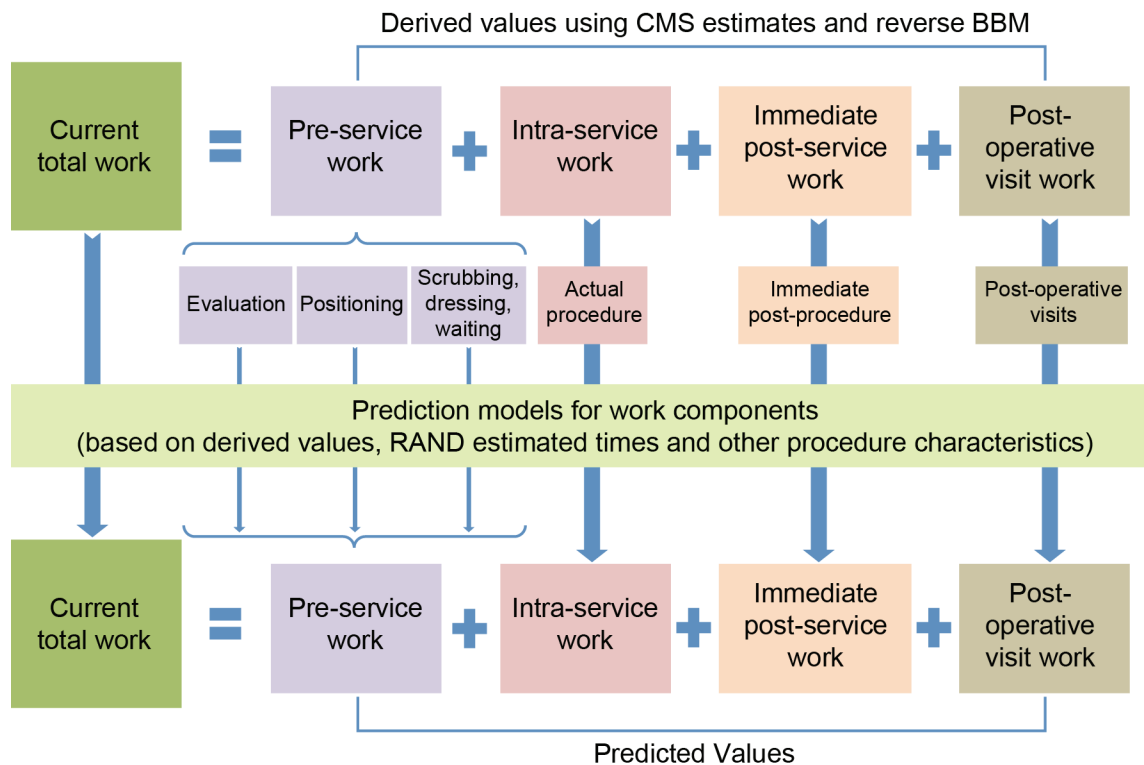 Derived values using CMS estimates and reverse BBM
Current
total work
=
Pre-service
work
+
Intra-service
work
+
Immediate
post-service
work
+
Post-
operative
visit work
Evaluation
Positioning
Scrubbing,
dressing,
waiting
Actual
procedure
Immediate
post-procedure
Post-operative
visits
Prediction models for work components
(based on derived values, RAND estimated times and other procedure characteristics)
Current
total work
=
Pre-service
work
+
Intra-service
work
+
Immediate
post-service
work
+
Post-
operative
visit work
Predicted Values